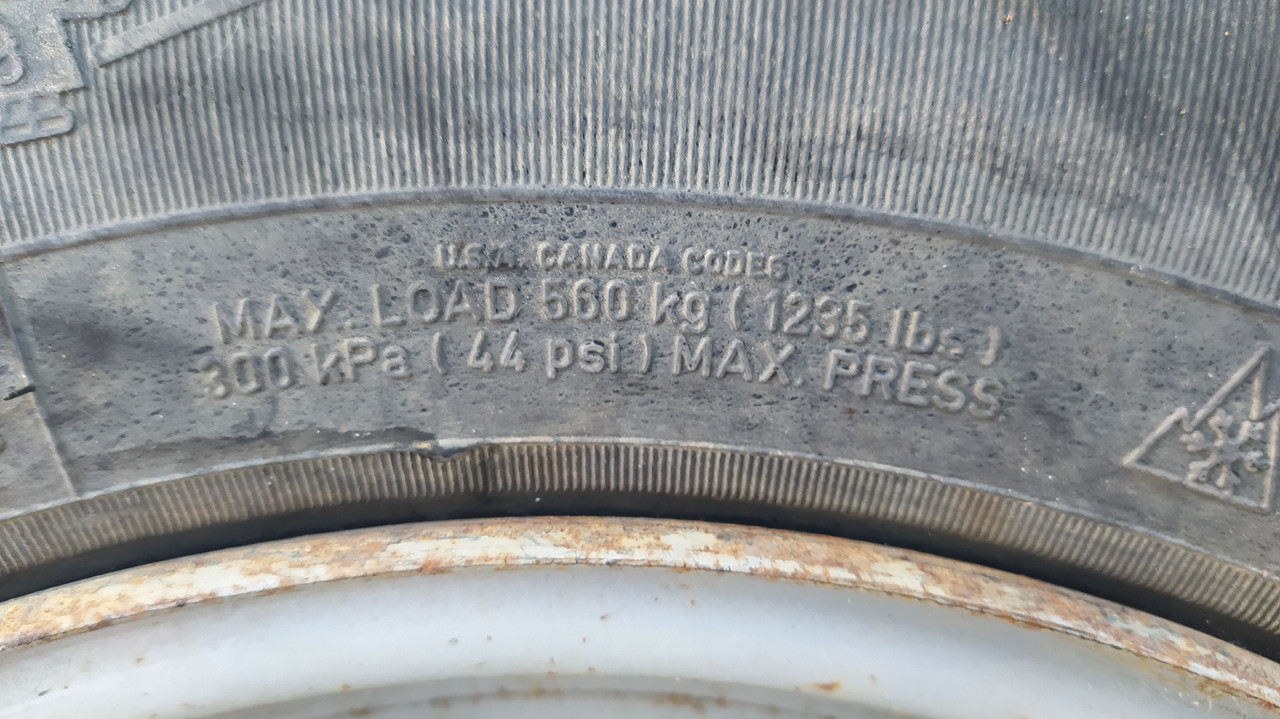 U.S.A. CANADA CODES
MAX. LOAD 560 kg ( 1235 lbs )
300 kPa ( 44 psi ) MAX. PRESS.